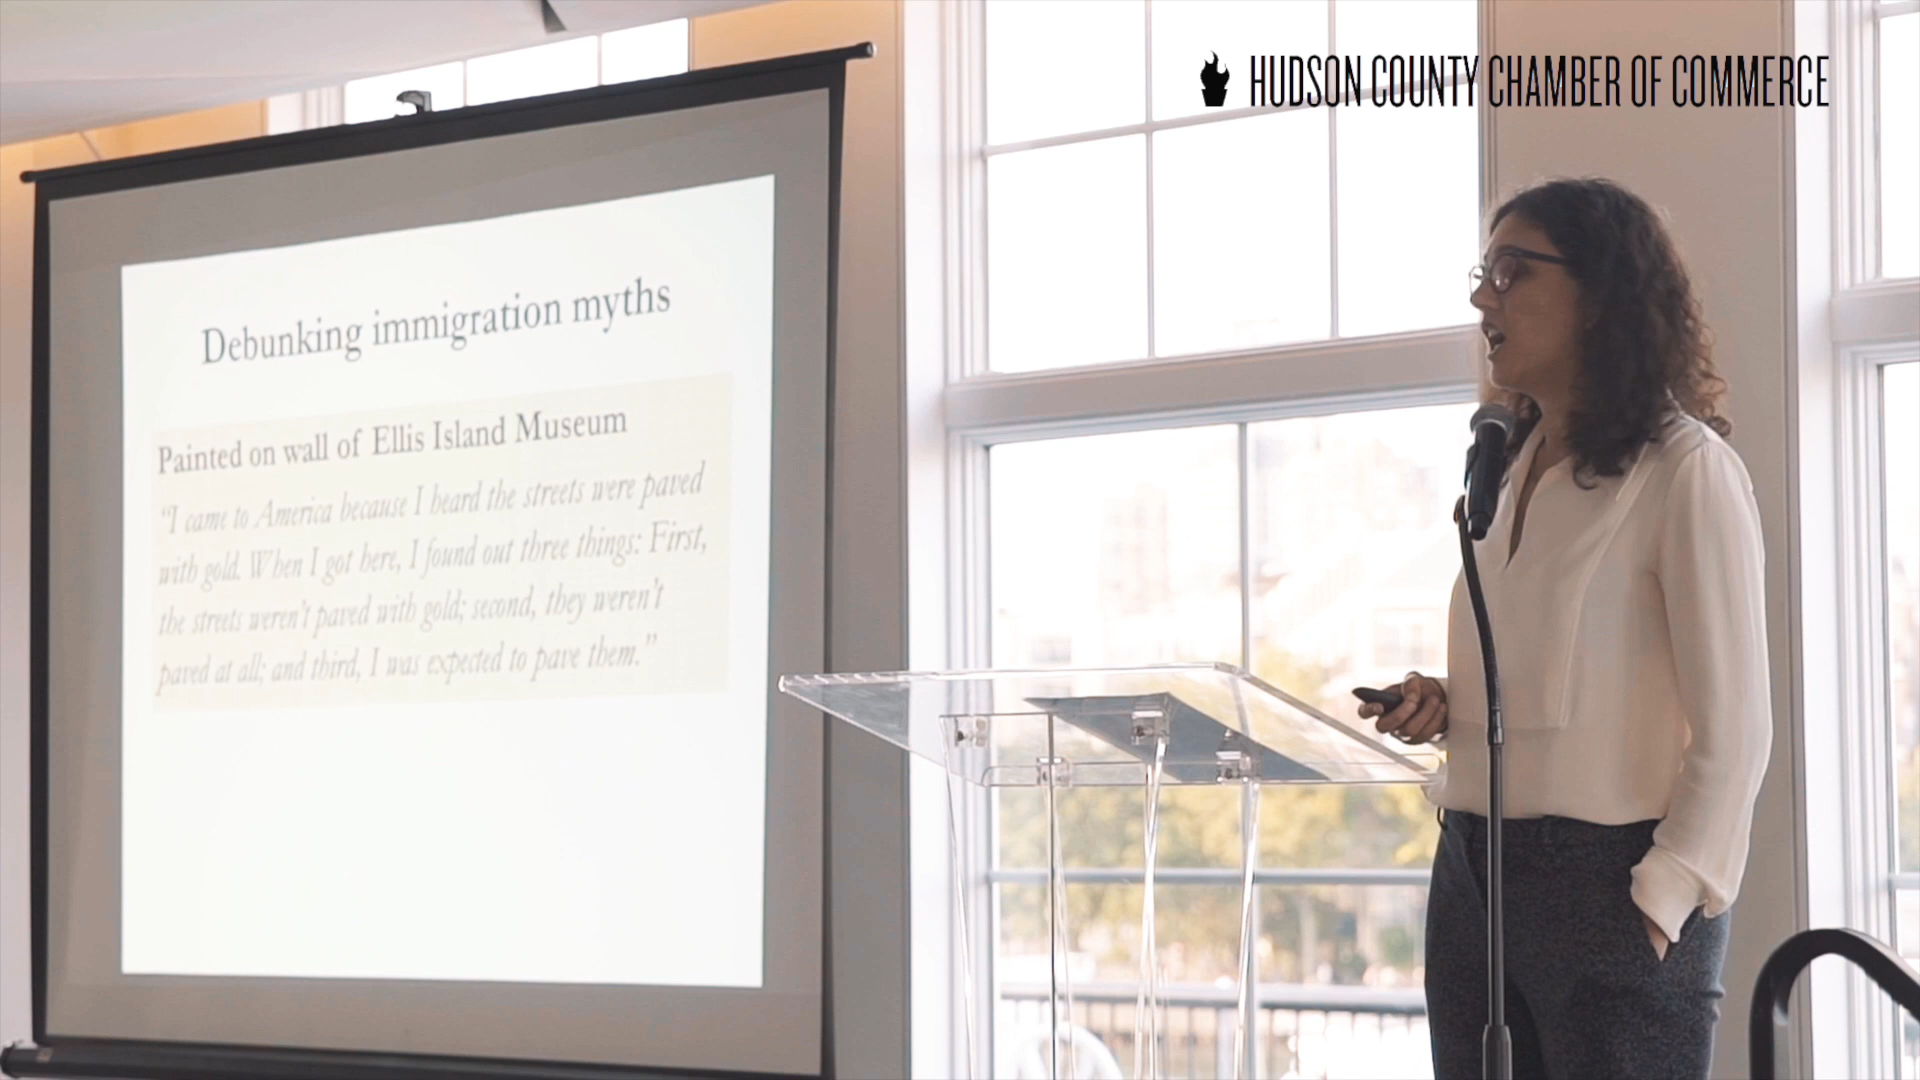 HUDSON COUNTY CHAMBER OF COMMERCE
Debunking immigration myths
Painted on wall of Ellis Island Museum
“I came to America because I heard the streets were paved
with gold. When I got here, I found out three things: First,
the streets weren’t paved with gold; second, they weren’t
paved at all; and third, I was expected to pave them.”